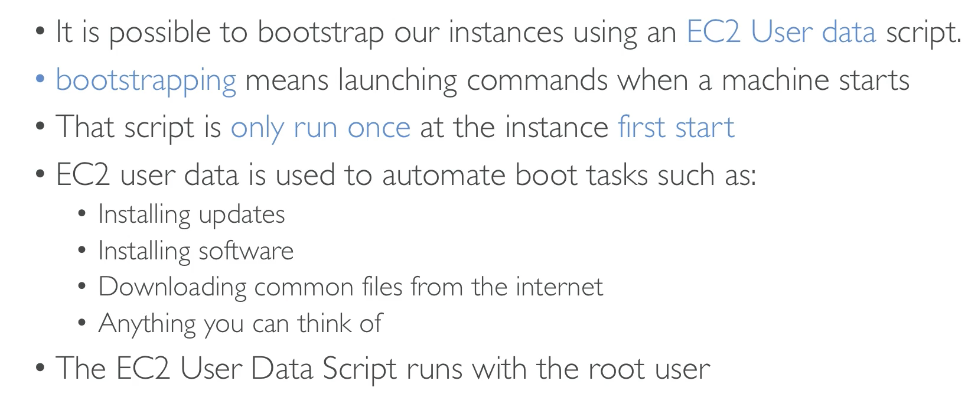 • It is possible to bootstrap our instances using an EC2 User data script.
• bootstrapping means launching commands when a machine starts
• That script is only run once at the instance first start
• EC2 user data is used to automate boot tasks such as:
• Installing updates
• Installing software
• Downloading common files from the internet
• Anything you can think of
• The EC2 User Data Script runs with the root user